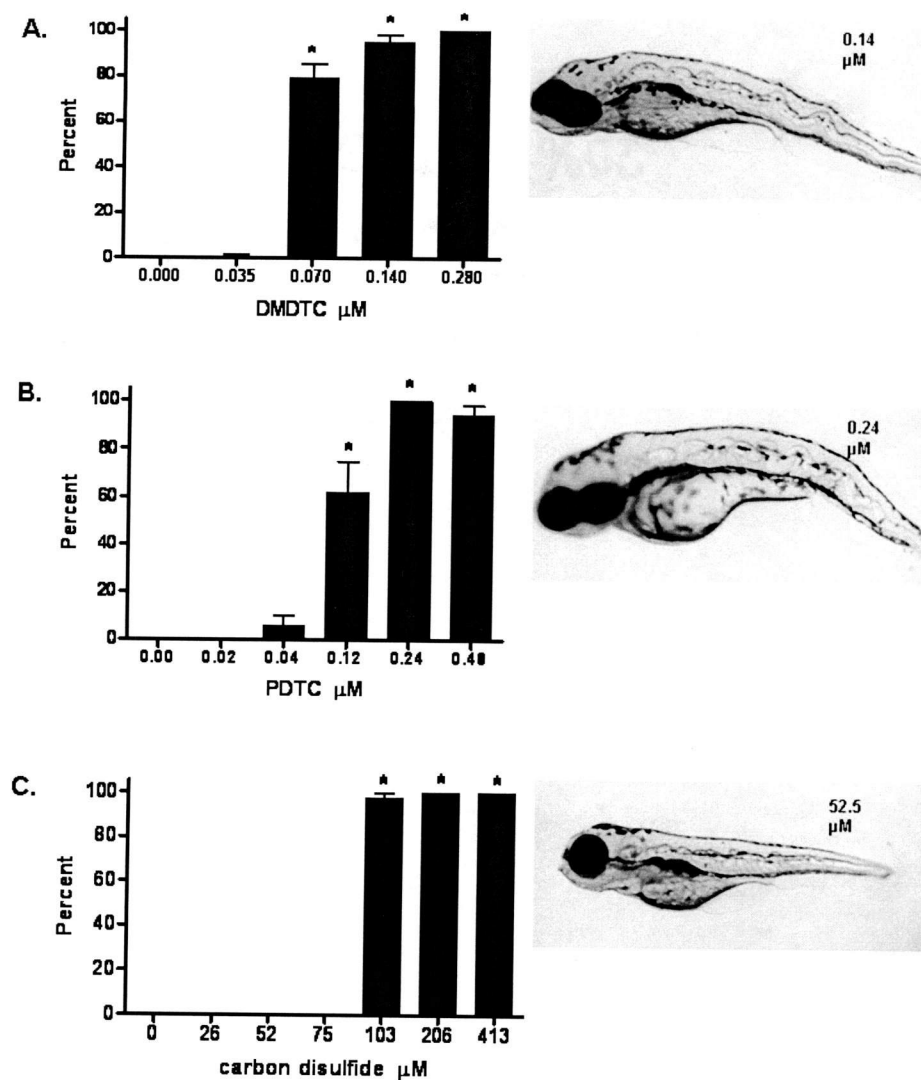 A.
Percent
100
80
60
40
20
0
* * *
0.000 0.035 0.070 0.140 0.280
DMDTC μM
0.14
μM
B.
Percent
100
80
60
40
20
0
* * *
0.00 0.02 0.04 0.12 0.24 0.48
PDTC μM
0.24
μM
C.
Percent
100
80
60
40
20
0
* * *
0 26 52 75 103 206 413
carbon disulfide μM
52.5
μM